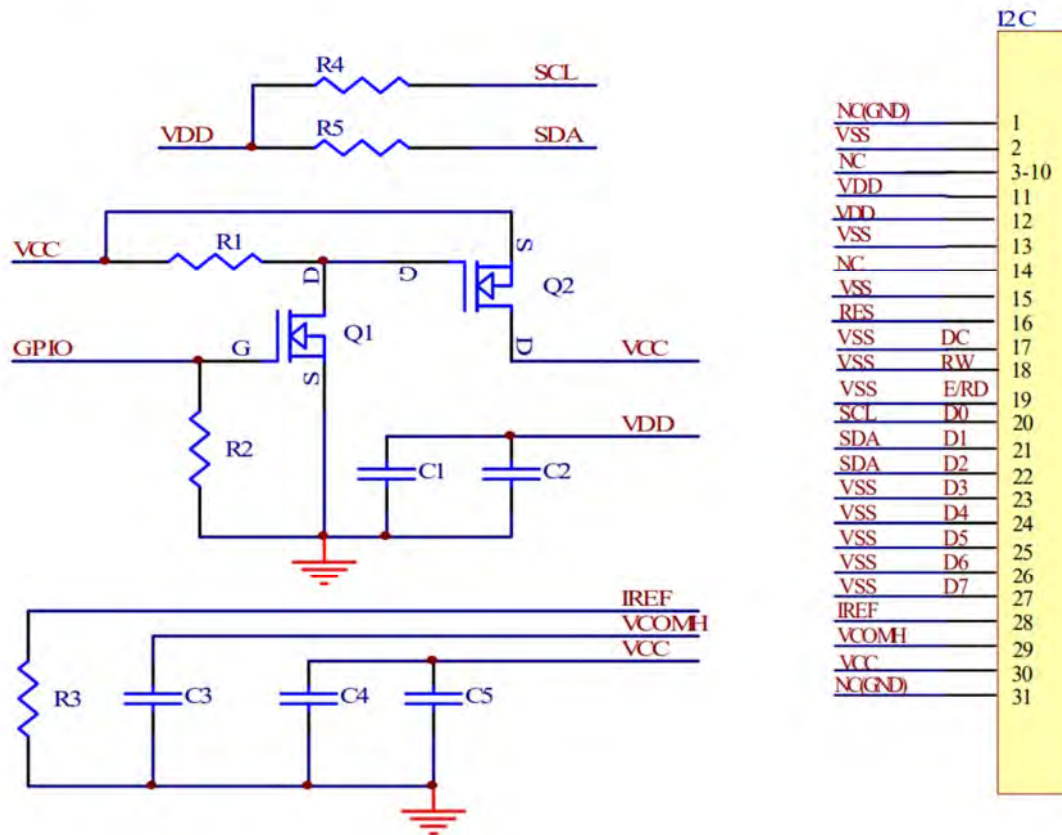 R4 SCL
VDD R5 SDA
VCC R1 D G S Q2
GPIO G Q1 S D VCC
R2 VDD
C1 C2
IREF
VCOMH
VCC
R3 C3 C4 C5
I2C
NC(GND) 1
VSS 2
NC 3-10
VDD 11
VDD 12
VSS 13
NC 14
VSS 15
RES 16
VSS DC 17
VSS RW 18
VSS E/RD 19
SCL D0 20
SDA D1 21
SDA D2 22
VSS D3 23
VSS D4 24
VSS D5 25
VSS D6 26
VSS D7 27
IREF 28
VCOMH 29
VCC 30
NC(GND) 31